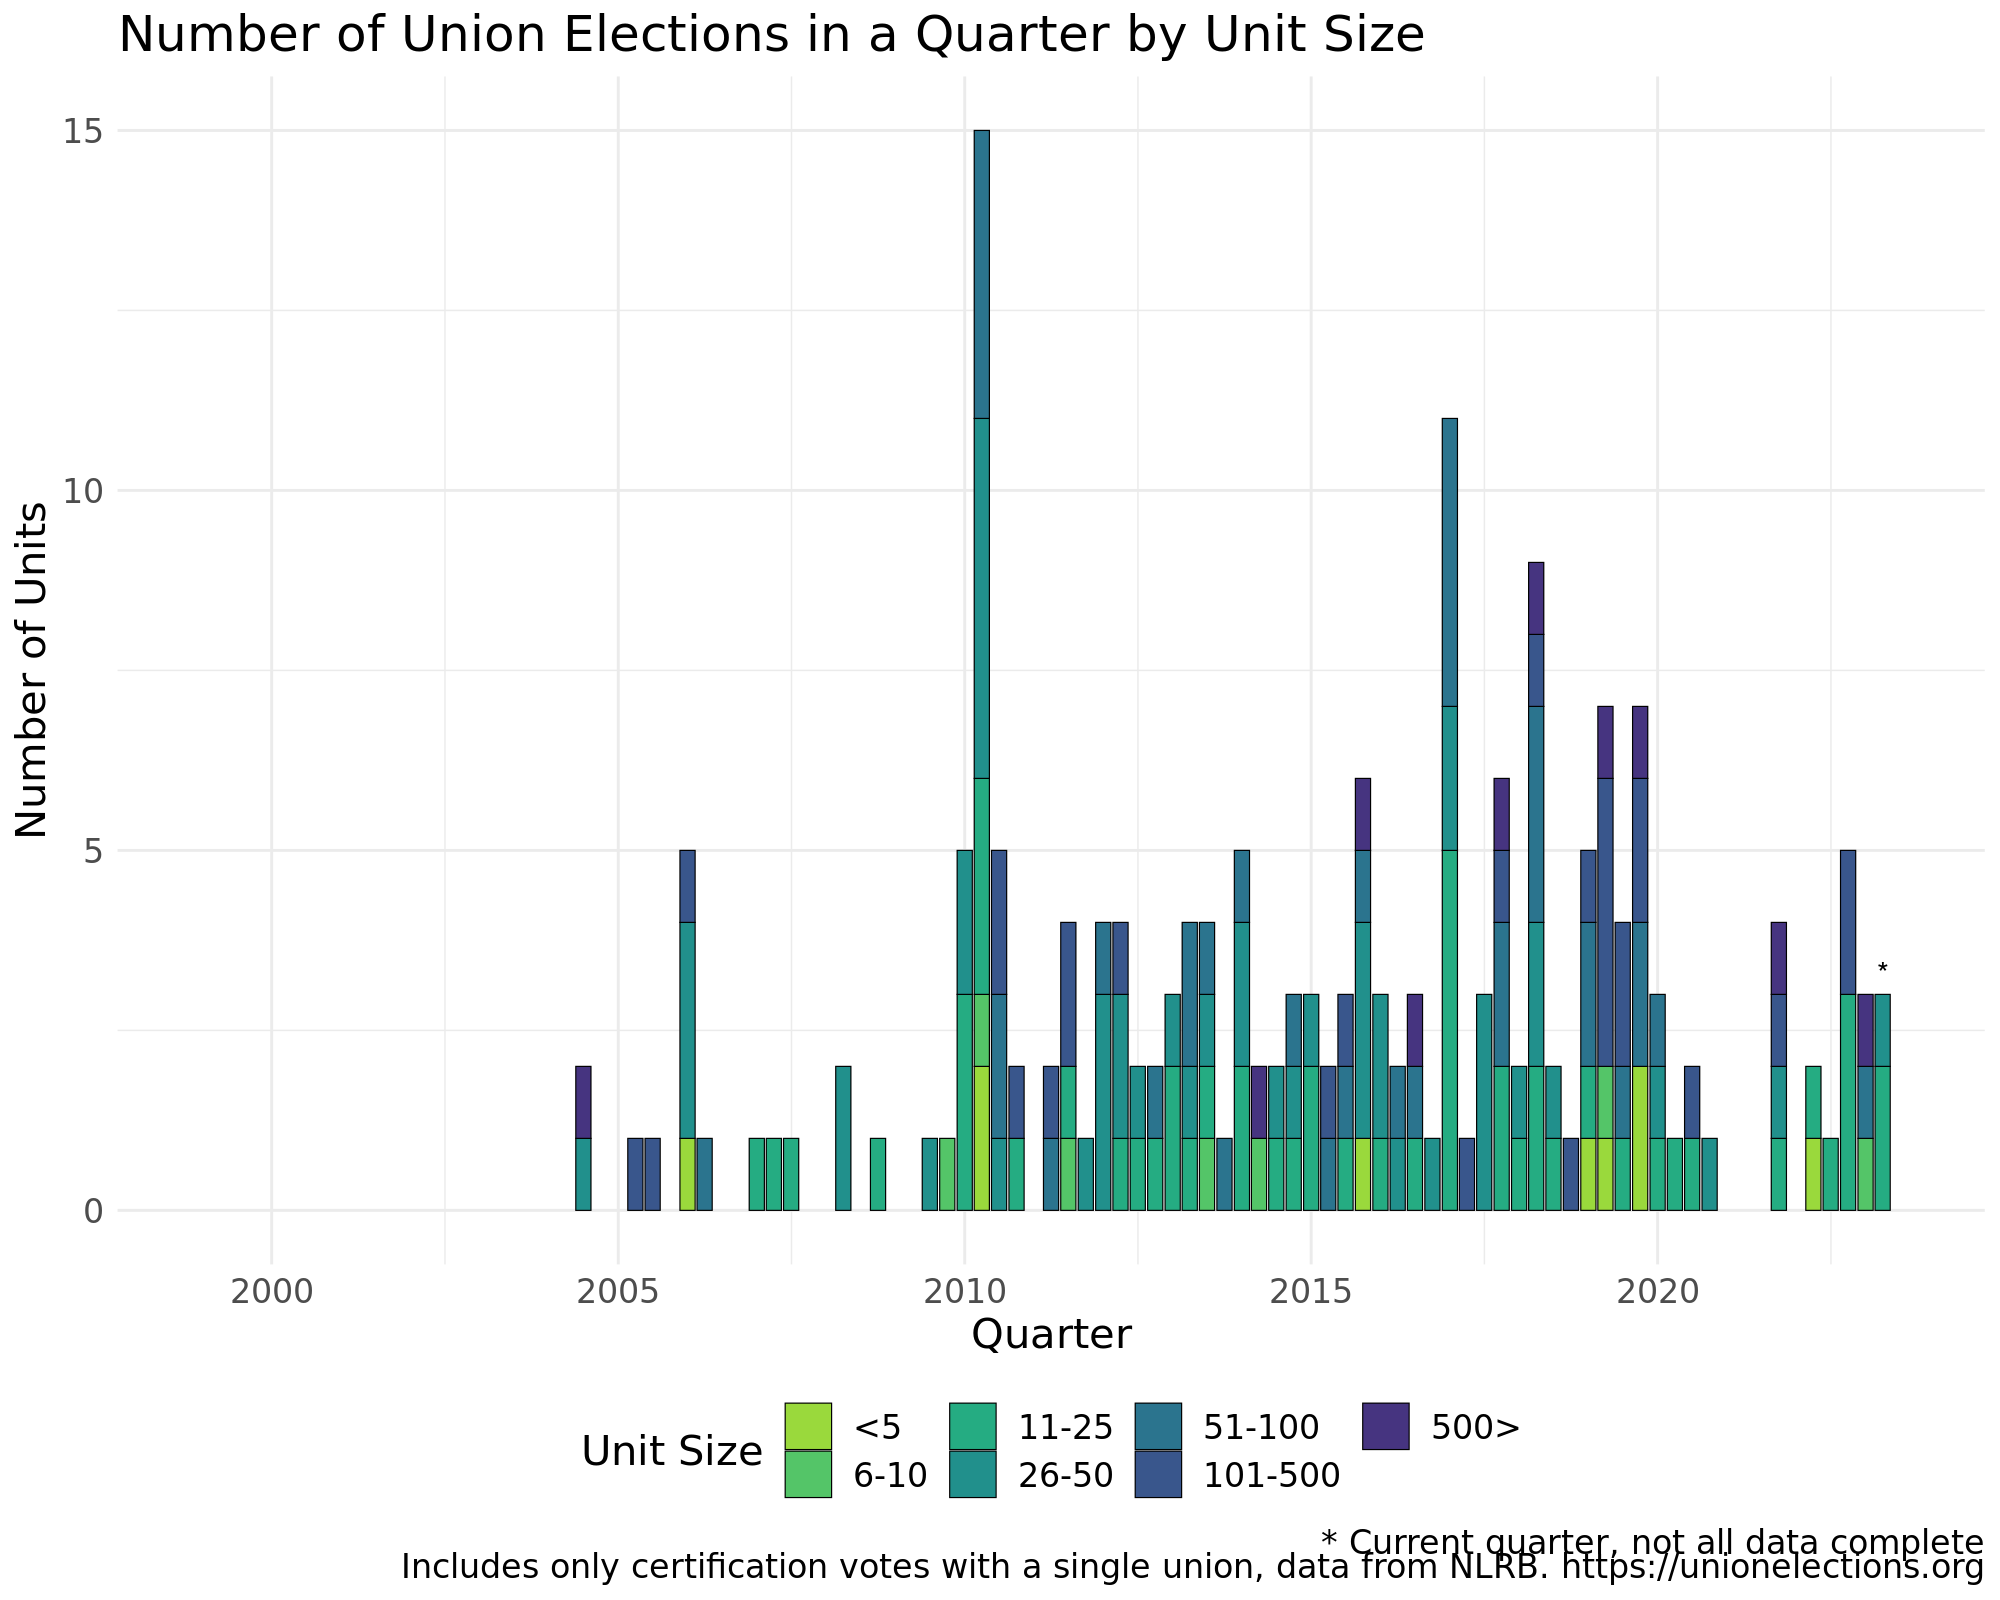 Number of Union Elections in a Quarter by Unit Size
15
10
5
0
Number of Units
*
2000 2005 2010 2015 2020
Quarter
Unit Size
<5 11-25 51-100 500>
6-10 26-50 101-500
* Current quarter, not all data complete
Includes only certification votes with a single union, data from NLRB. https://unionelections.org